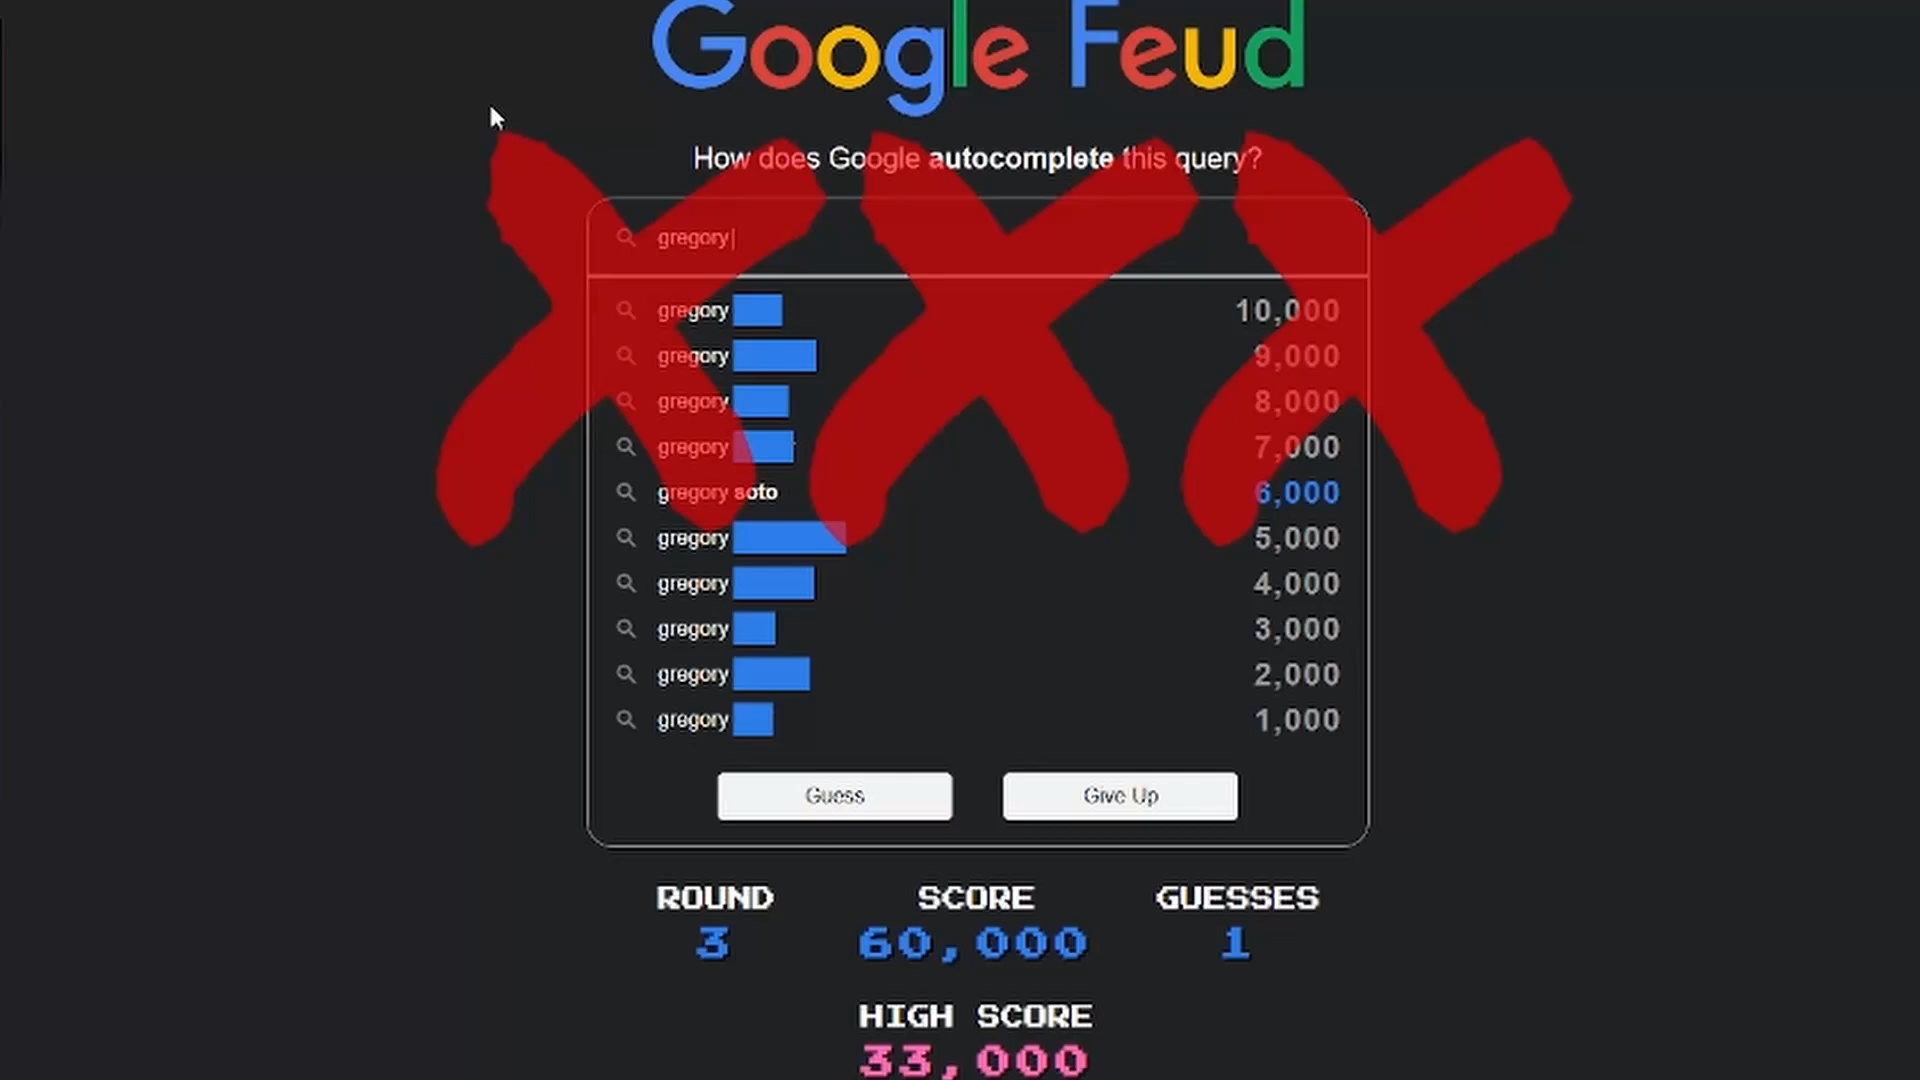 Google Feud
How does Google autocomplete this query?
gregory
gregory 10,000
gregory 9,000
gregory 8,000
gregory 7,000
gregory soto 6,000
gregory 5,000
gregory 4,000
gregory 3,000
gregory 2,000
gregory 1,000
Guess Give Up
ROUND SCORE GUESSES
3 60,000 1
HIGH SCORE
33,000